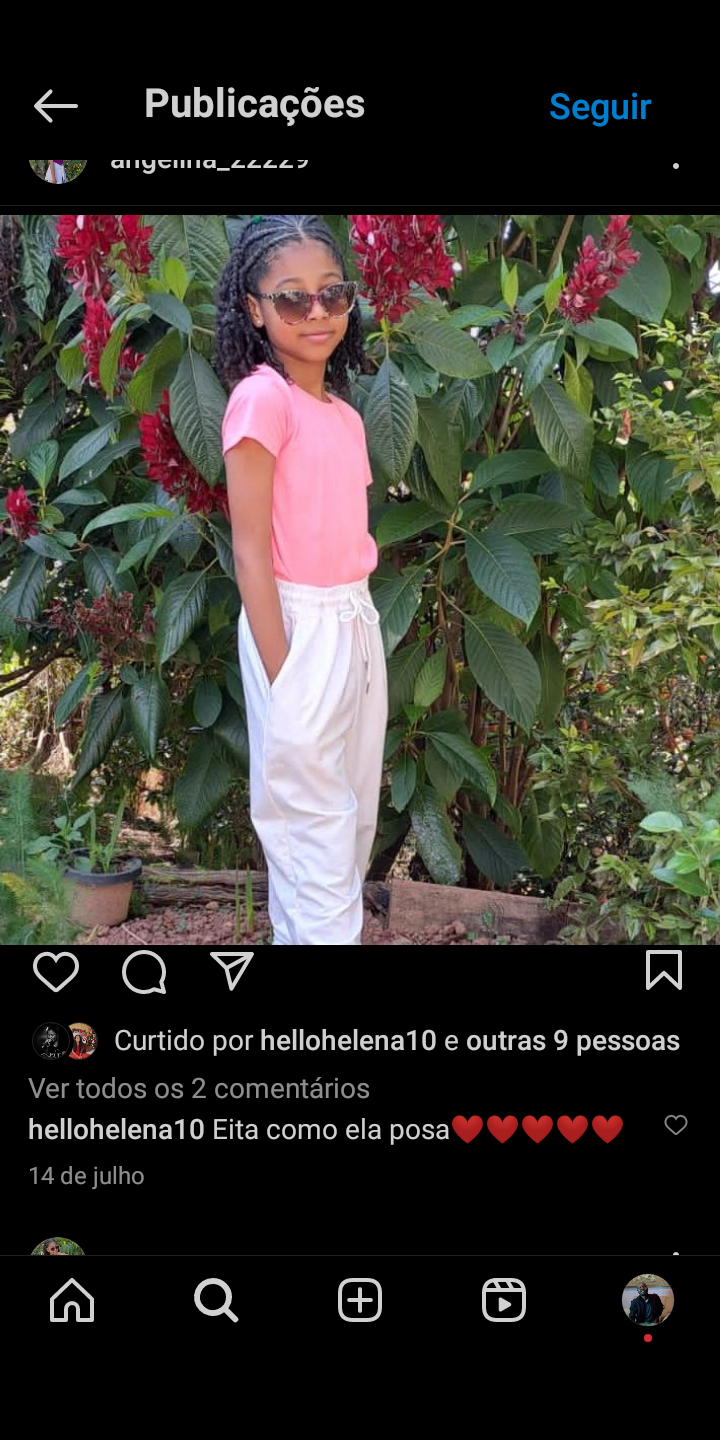 Publicações Seguir
angelina_22229
Curtido por hellohelena10 e outras 9 pessoas
Ver todos os 2 comentários
hellohelena10 Eita como ela posa❤️❤️❤️❤️❤️
14 de julho